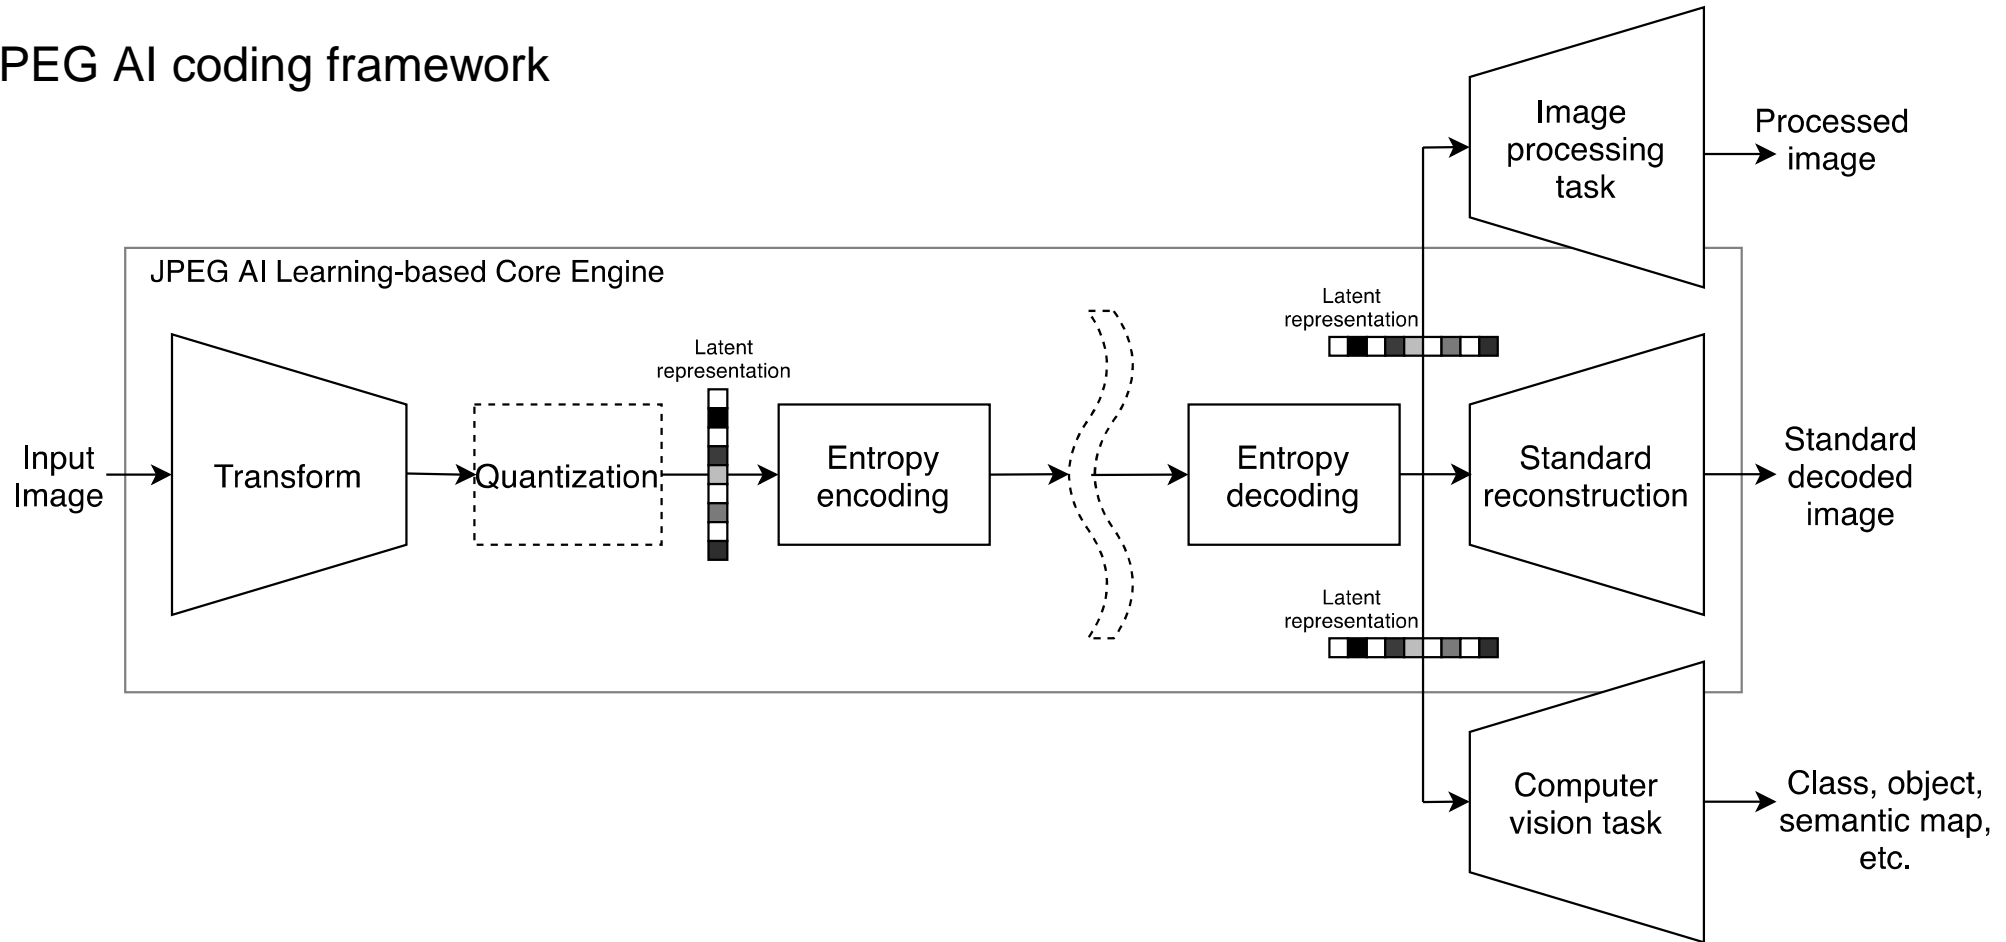 PEG AI coding framework
Image
processing
task
Processed
image
JPEG AI Learning-based Core Engine
Latent
representation
Latent
representation
Input
Image
Transform
Quantization
Entropy
encoding
Entropy
decoding
Standard
reconstruction
Standard
decoded
image
Latent
representation
Computer
vision task
Class, object,
semantic map,
etc.